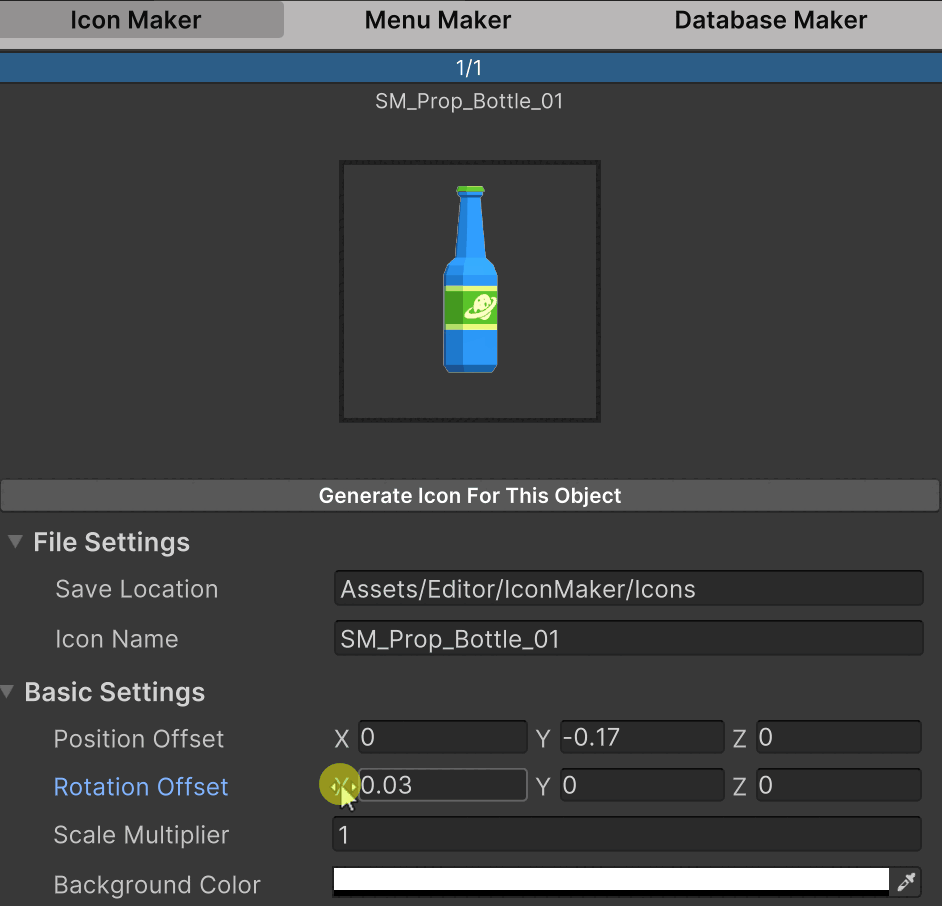 Icon Maker Menu Maker Database Maker
1/1
SM_Prop_Bottle_01
Generate Icon For This Object
File Settings
Save Location Assets/Editor/IconMaker/Icons
Icon Name SM_Prop_Bottle_01
Basic Settings
Position Offset X 0 Y -0.17 Z 0
Rotation Offset X 0.03 Y 0 Z 0
Scale Multiplier 1
Background Color